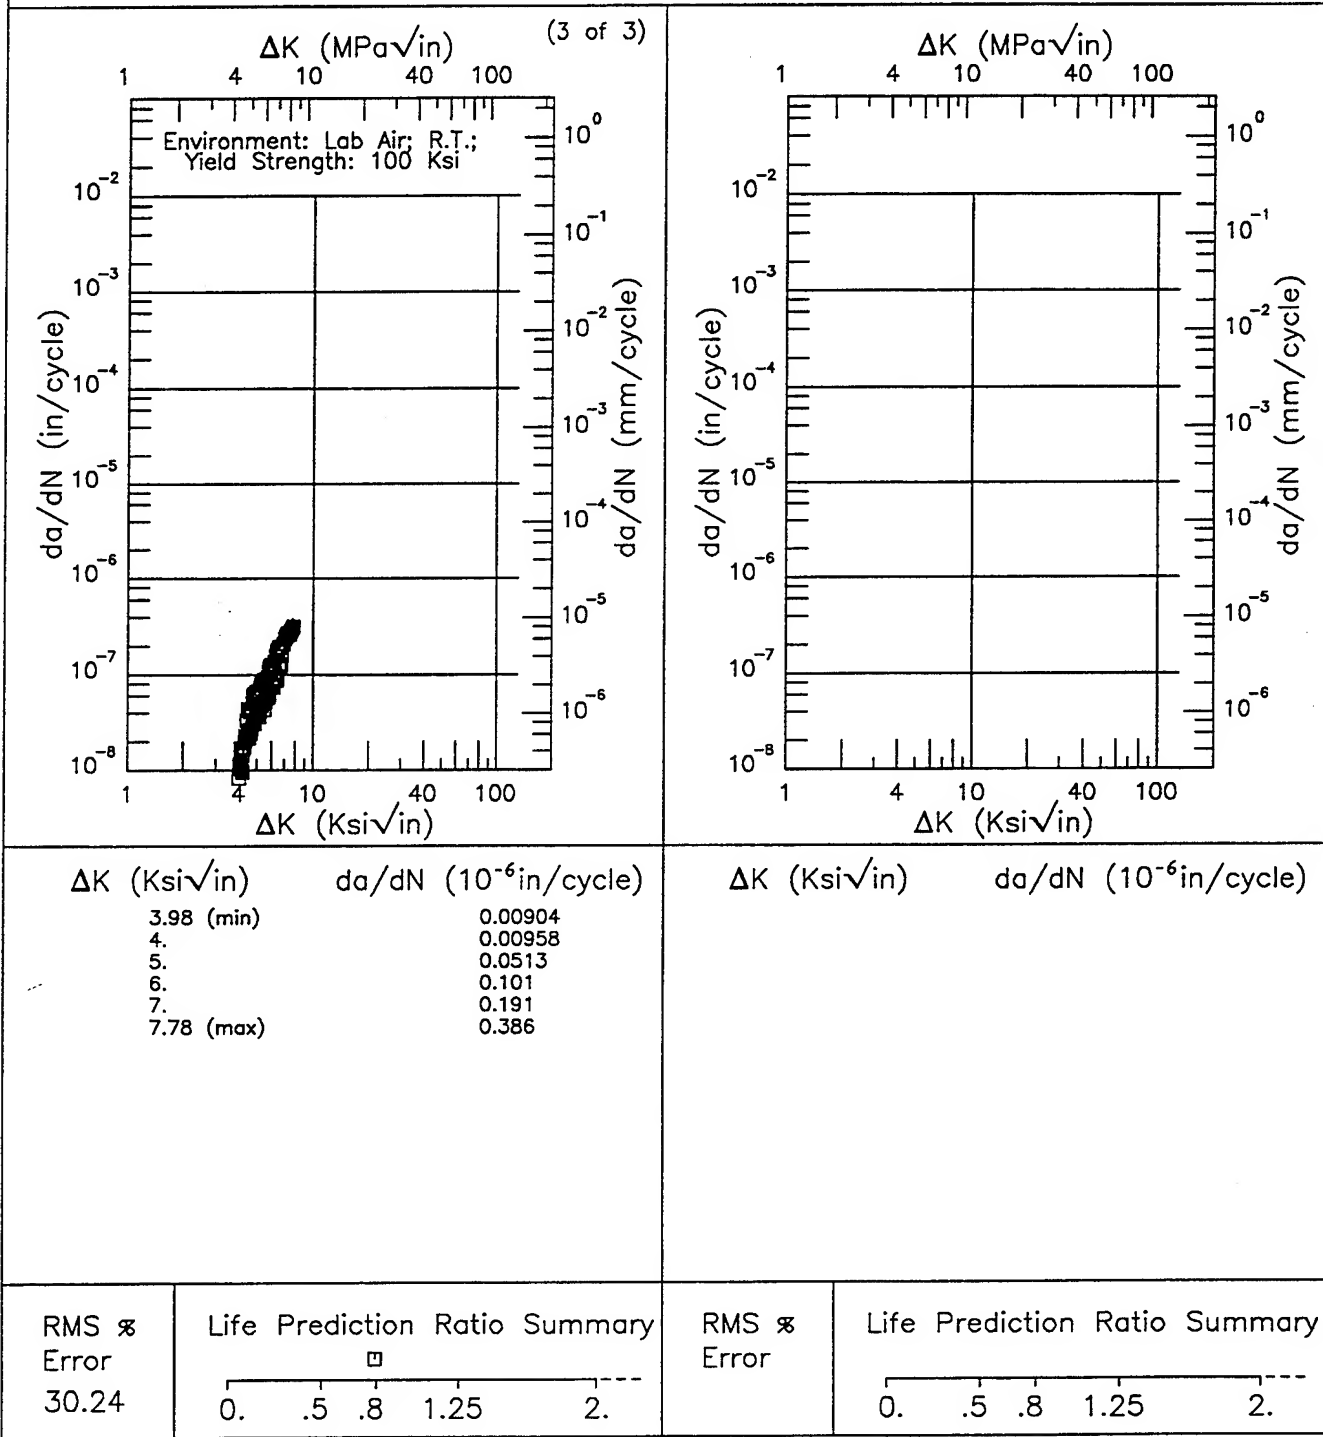 (3 of 3)
ΔK (MPa√in)
1 4 10 40 100
Environment: Lab Air; R.T.;
Yield Strength: 100 Ksi
da/dN (in/cycle)
10⁻²
10⁻³
10⁻⁴
10⁻⁵
10⁻⁶
10⁻⁷
10⁻⁸
10⁰
10⁻¹
10⁻²
10⁻³
10⁻⁴
10⁻⁵
10⁻⁶
da/dN (mm/cycle)
1 4 10 40 100
ΔK (Ksi√in)
ΔK (MPa√in)
1 4 10 40 100
da/dN (in/cycle)
10⁻²
10⁻³
10⁻⁴
10⁻⁵
10⁻⁶
10⁻⁷
10⁻⁸
10⁰
10⁻¹
10⁻²
10⁻³
10⁻⁴
10⁻⁵
10⁻⁶
da/dN (mm/cycle)
1 4 10 40 100
ΔK (Ksi√in)
ΔK (Ksi√in) da/dN (10⁻⁶in/cycle)
3.98 (min) 0.00904
4. 0.00958
5. 0.0513
6. 0.101
7. 0.191
7.78 (max) 0.386
ΔK (Ksi√in) da/dN (10⁻⁶in/cycle)
RMS %
Error
30.24
Life Prediction Ratio Summary
0. .5 .8 1.25 2.
RMS %
Error
Life Prediction Ratio Summary
0. .5 .8 1.25 2.